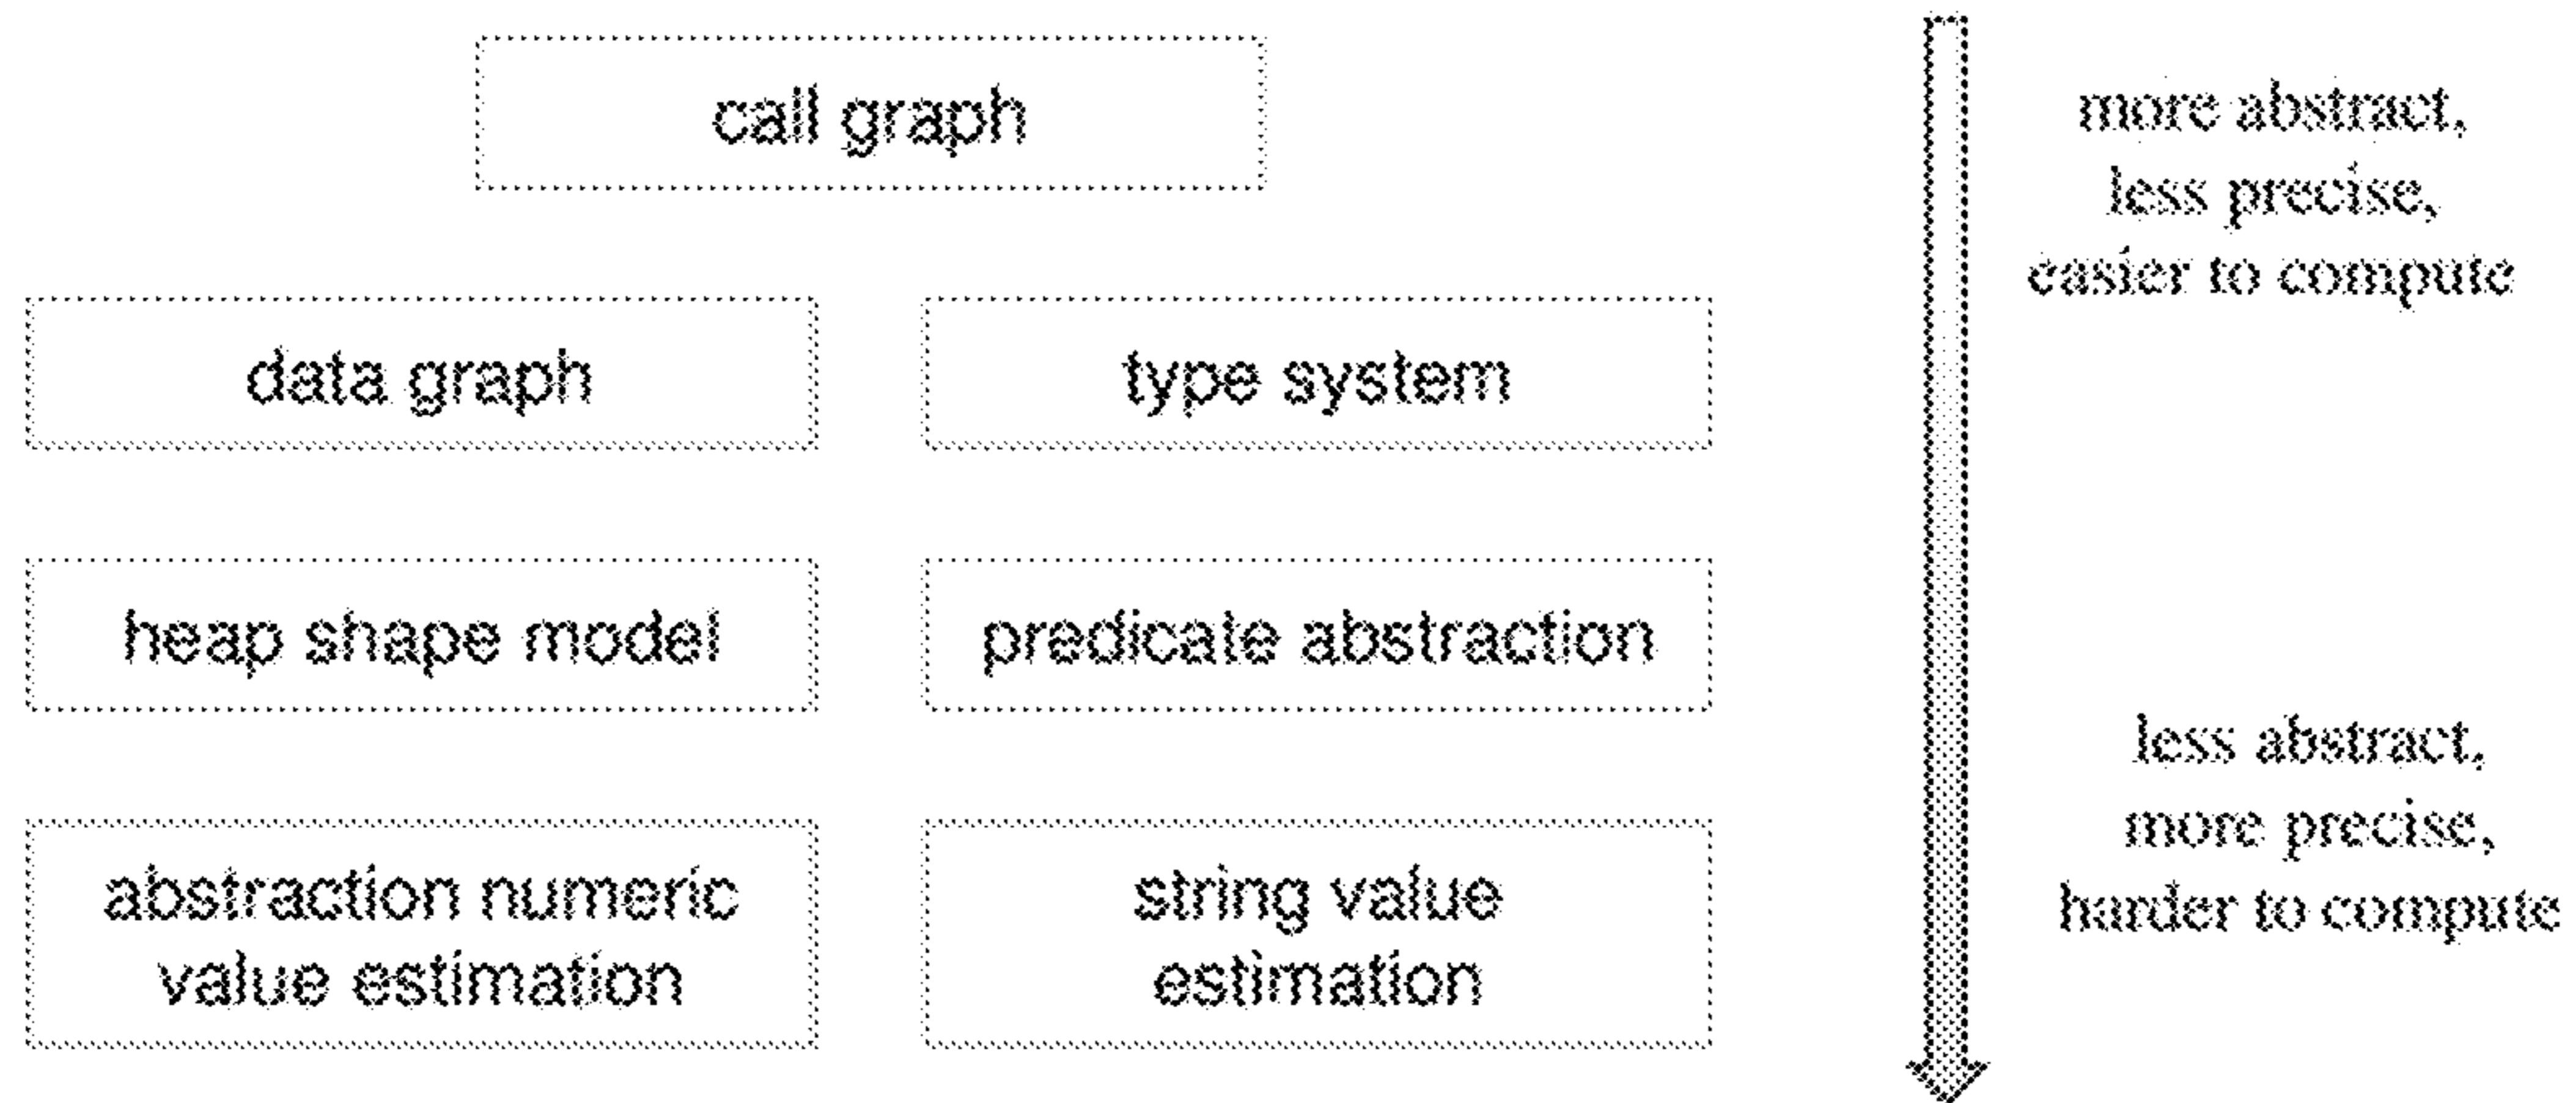 call graph
data graph
type system
heap shape model
predicate abstraction
abstraction numeric
value estimation
string value
estimation
more abstract,
less precise,
easier to compute
less abstract,
more precise,
harder to compute